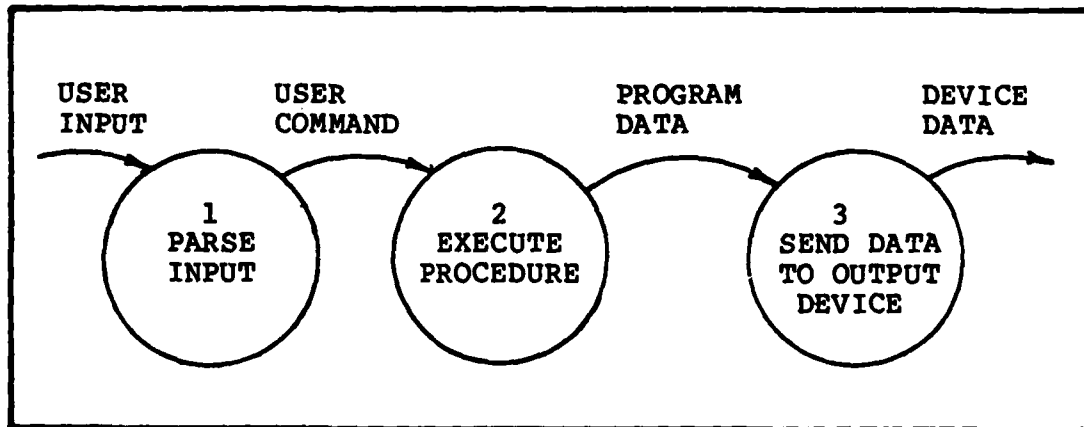 USER
INPUT
USER
COMMAND
PROGRAM
DATA
DEVICE
DATA
1
PARSE
INPUT
2
EXECUTE
PROCEDURE
3
SEND DATA
TO OUTPUT
DEVICE